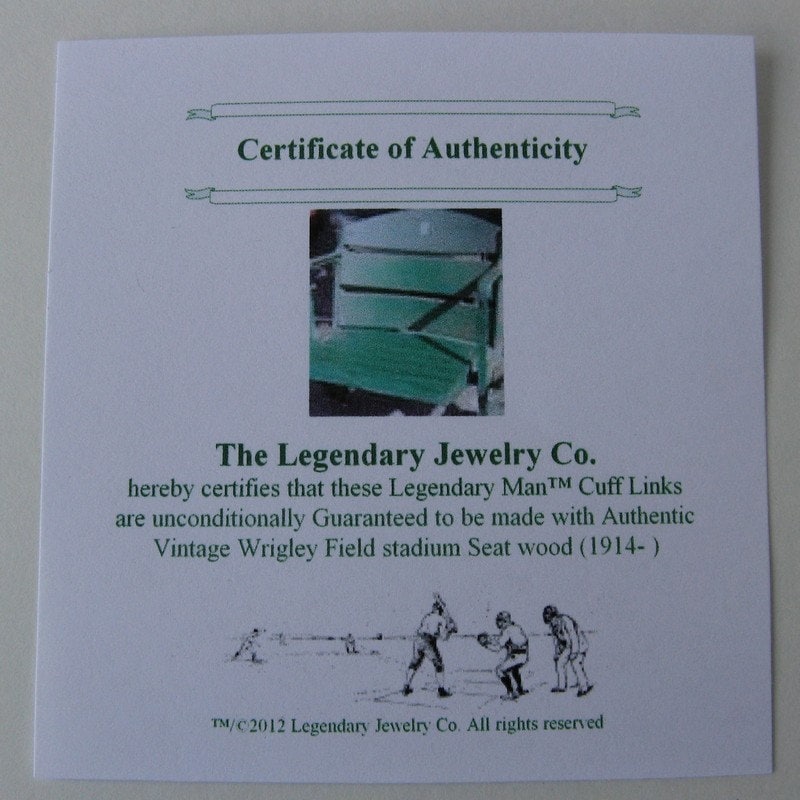 Certificate of Authenticity
The Legendary Jewelry Co.
hereby certifies that these Legendary Man™ Cuff Links
are unconditionally Guaranteed to be made with Authentic
Vintage Wrigley Field stadium Seat wood (1914- )
™/©2012 Legendary Jewelry Co. All rights reserved